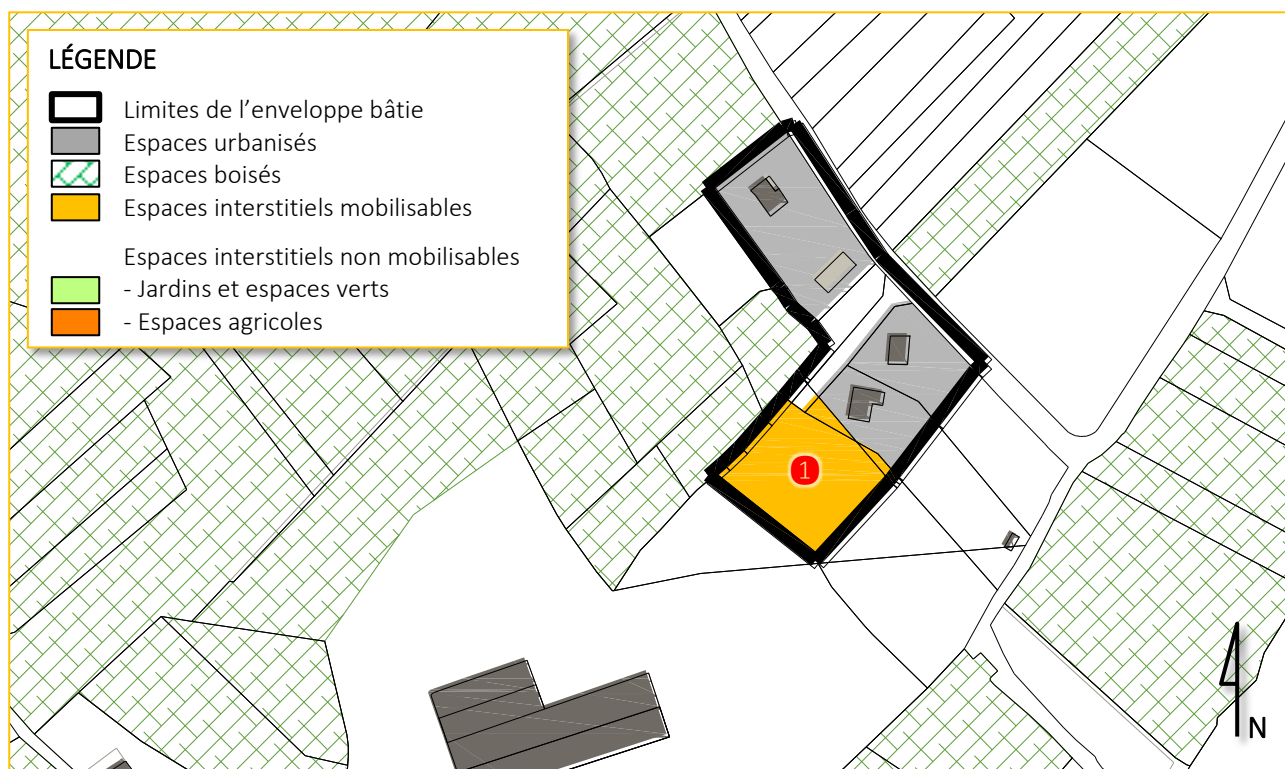 LÉGENDE
Limites de l’enveloppe bâtie
Espaces urbanisés
Espaces boisés
Espaces interstitiels mobilisables
Espaces interstitiels non mobilisables
- Jardins et espaces verts
- Espaces agricoles
1
N